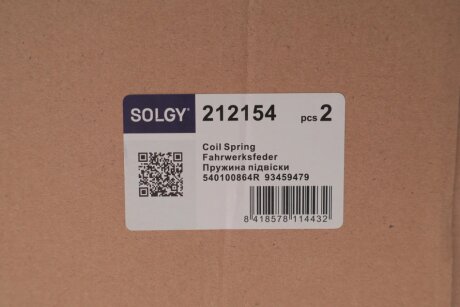 SOLGY® 212154 pcs 2
Coil Spring
Fahrwerksfeder
Пружина підвіски
540100864R 93459479
8 418578 114432